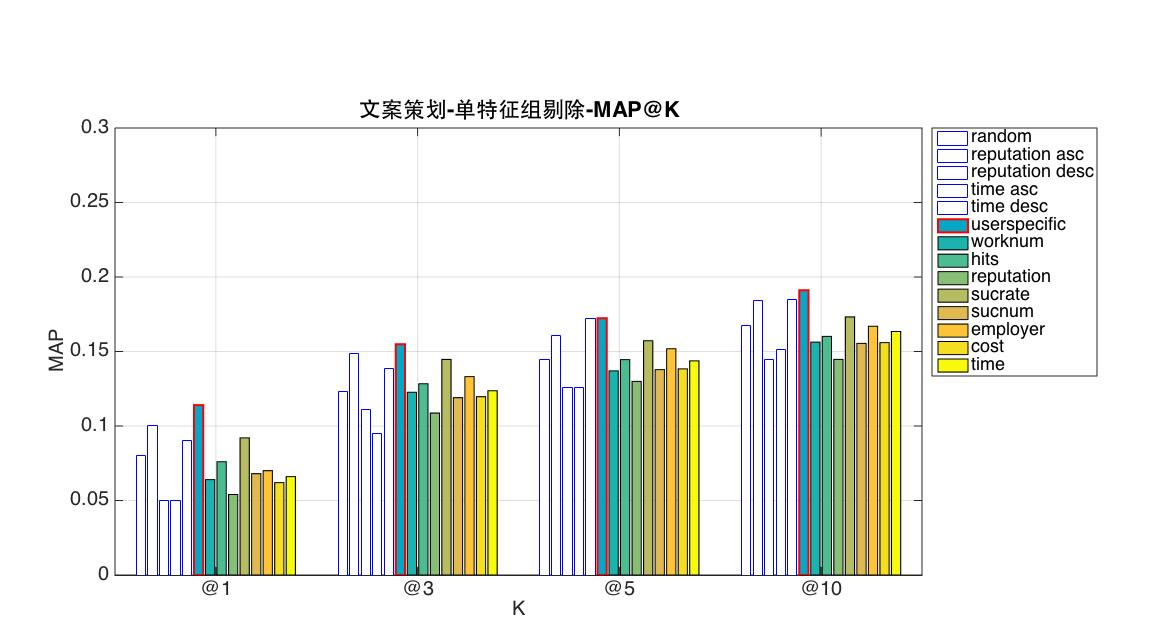 文案策划-单特征组剔除-MAP@K
0.3
0.25
0.2
0.15
0.1
0.05
0
MAP
@1
@3
@5
@10
K
random
reputation asc
reputation desc
time asc
time desc
userspecific
worknum
hits
reputation
sucrate
sucnum
employer
cost
time